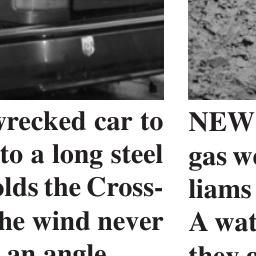 wrecked car to
to a long steel
olds the Cross-
he wind never
an angle
NEW
gas we
liams
A wat
they